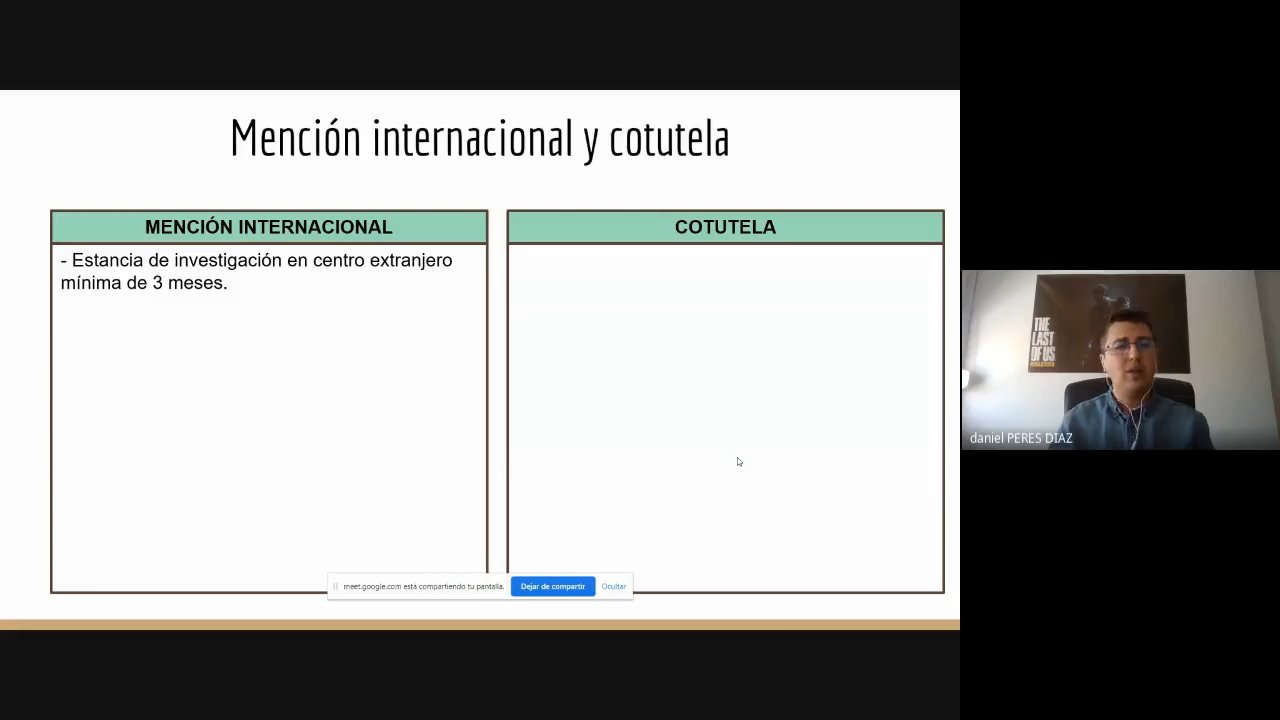 Mención internacional y cotutela
MENCIÓN INTERNACIONAL
- Estancia de investigación en centro extranjero
mínima de 3 meses.
COTUTELA
meet.google.com está compartiendo tu pantalla.
Dejar de compartir
Ocultar
THE
LAST
OF US
daniel PERES DIAZ